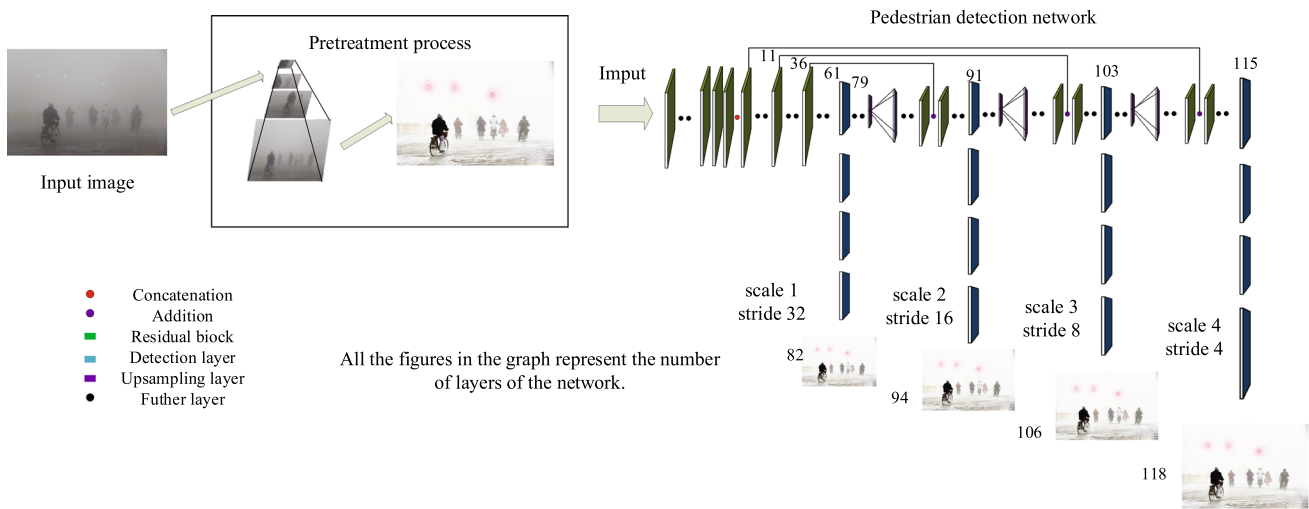 Pedestrian detection network
Pretreatment process
Imput
11
36
61
79
91
103
115
Input image
Concatenation
Addition
Residual biock
Detection layer
Upsampling layer
Futher layer
All the figures in the graph represent the number
of layers of the network.
scale 1
stride 32
scale 2
stride 16
scale 3
stride 8
scale 4
stride 4
82
94
106
118